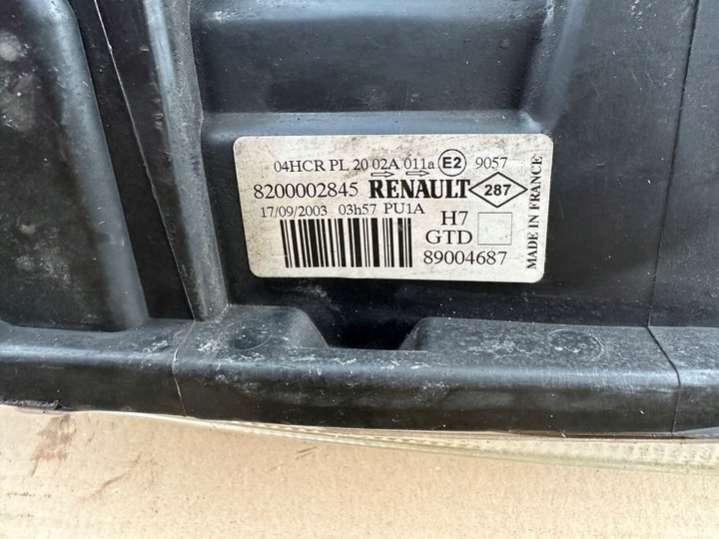 04HCR PL 20 02A 011a E2 9057
8200002845 RENAULT 287
17/09/2003 03h57 PU1A
H7
GTD
89004687
MADE IN FRANCE